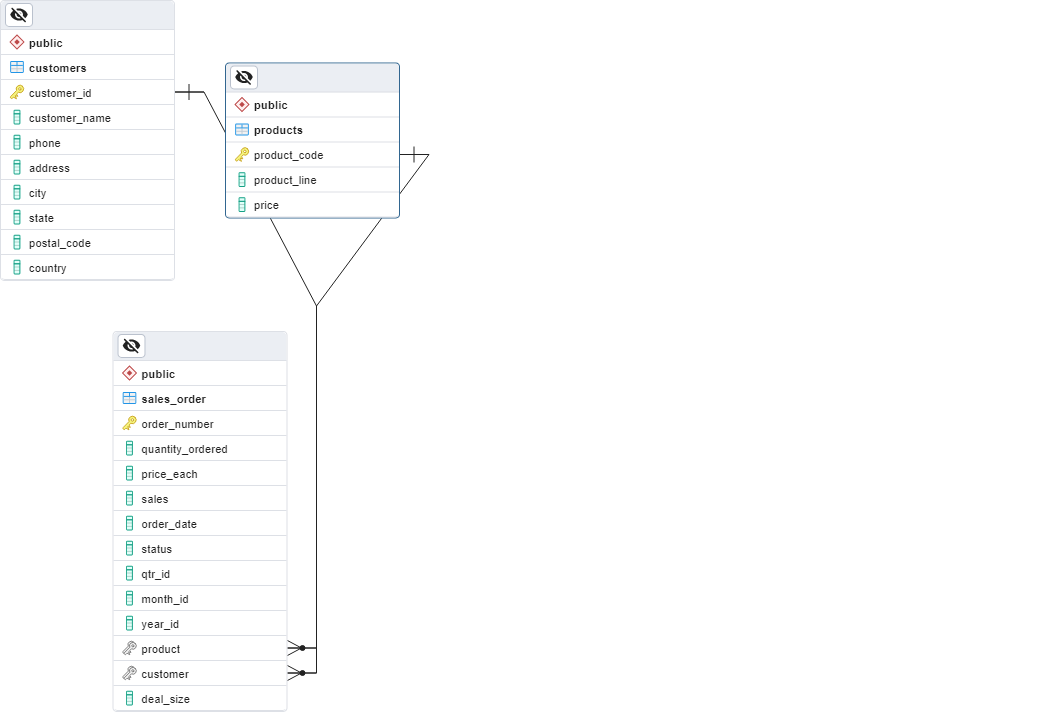 public
customers
customer_id
customer_name
phone
address
city
state
postal_code
country
public
products
product_code
product_line
price
public
sales_order
order_number
quantity_ordered
price_each
sales
order_date
status
qtr_id
month_id
year_id
product
customer
deal_size